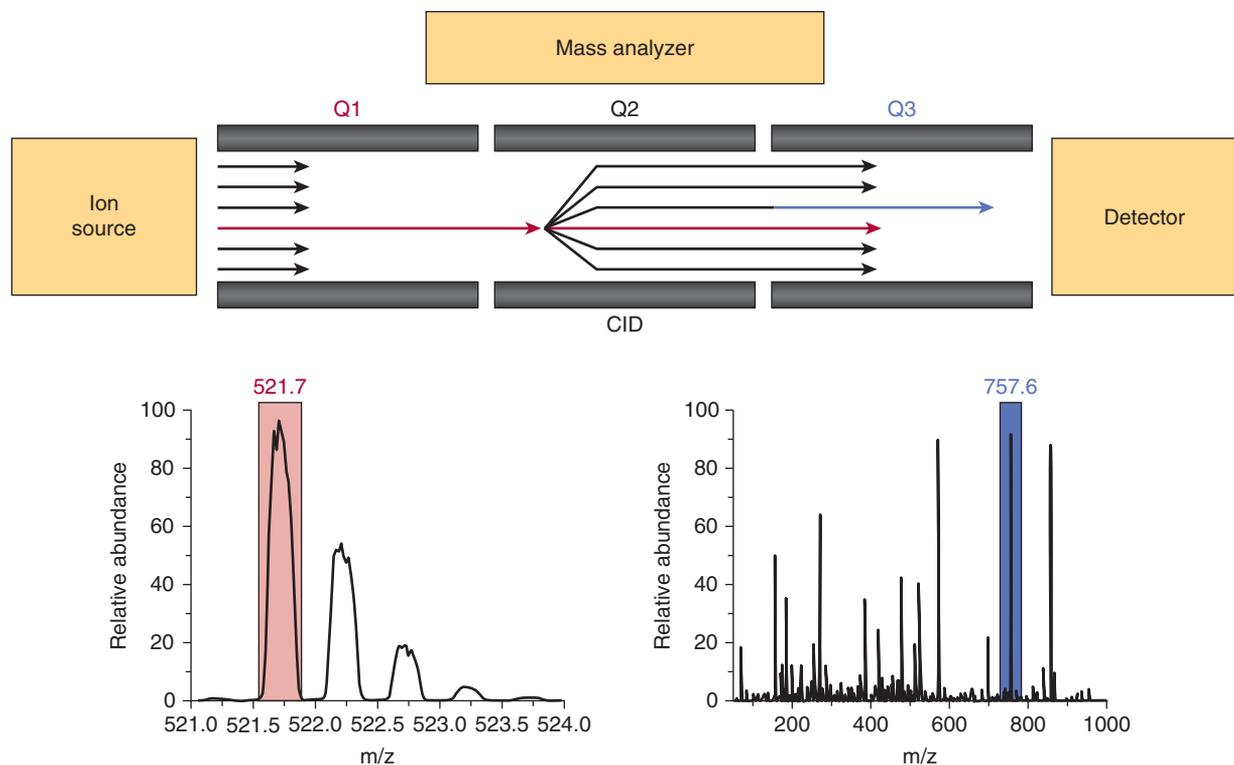 Mass analyzer
Q1
Q2
Q3
Ion
source
Detector
CID
521.7
100
80
60
40
20
0
Relative abundance
521.0 521.5 522.0 522.5 523.0 523.5 524.0
m/z
757.6
100
80
60
40
20
0
Relative abundance
200 400 600 800 1000
m/z